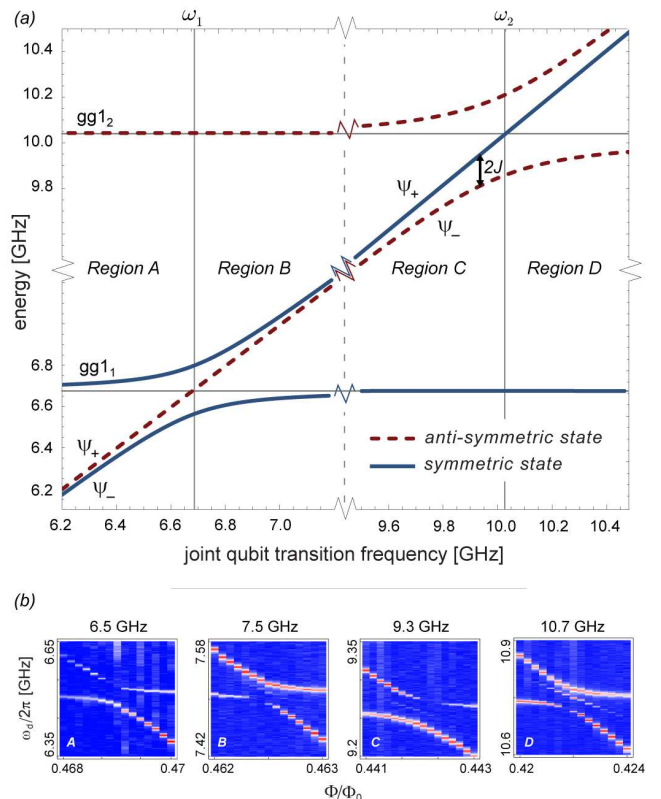 (a)
ω₁
ω₂
10.4
10.2
10.0
9.8
6.8
6.6
6.4
6.2
energy [GHz]
gg1₂
Ψ₊
2J
Ψ₋
Region A
Region B
Region C
Region D
gg1₁
Ψ₊
Ψ₋
anti-symmetric state
symmetric state
6.2 6.4 6.6 6.8 7.0 9.6 9.8 10.0 10.2 10.4
joint qubit transition frequency [GHz]
(b)
6.5 GHz 7.5 GHz 9.3 GHz 10.7 GHz
ω_d/2π [GHz]
6.65
6.35
A
7.58
7.42
B
9.35
9.2
C
10.9
10.6
D
0.468 0.47 0.462 0.463 0.441 0.443 0.42 0.424
Φ/Φ₀